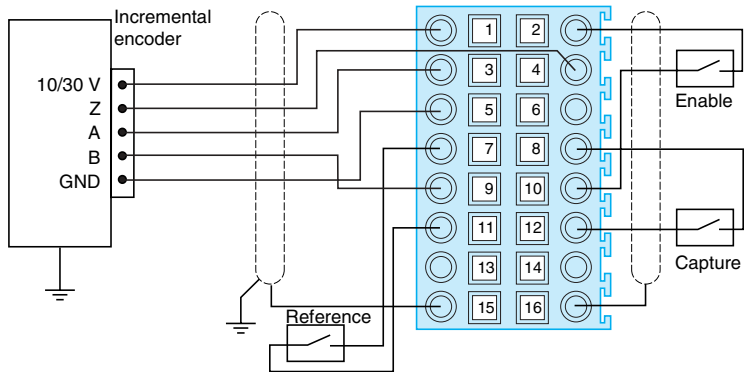 Incremental
encoder
10/30 V
Z
A
B
GND
1 2
3 4
5 6
7 8
9 10
11 12
13 14
15 16
Enable
Capture
Reference